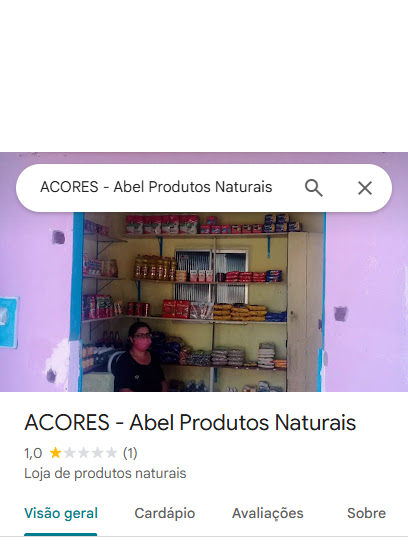 ACORES - Abel Produtos Naturais
ACORES - Abel Produtos Naturais
1,0 (1)
Loja de produtos naturais
Visão geral Cardápio Avaliações Sobre